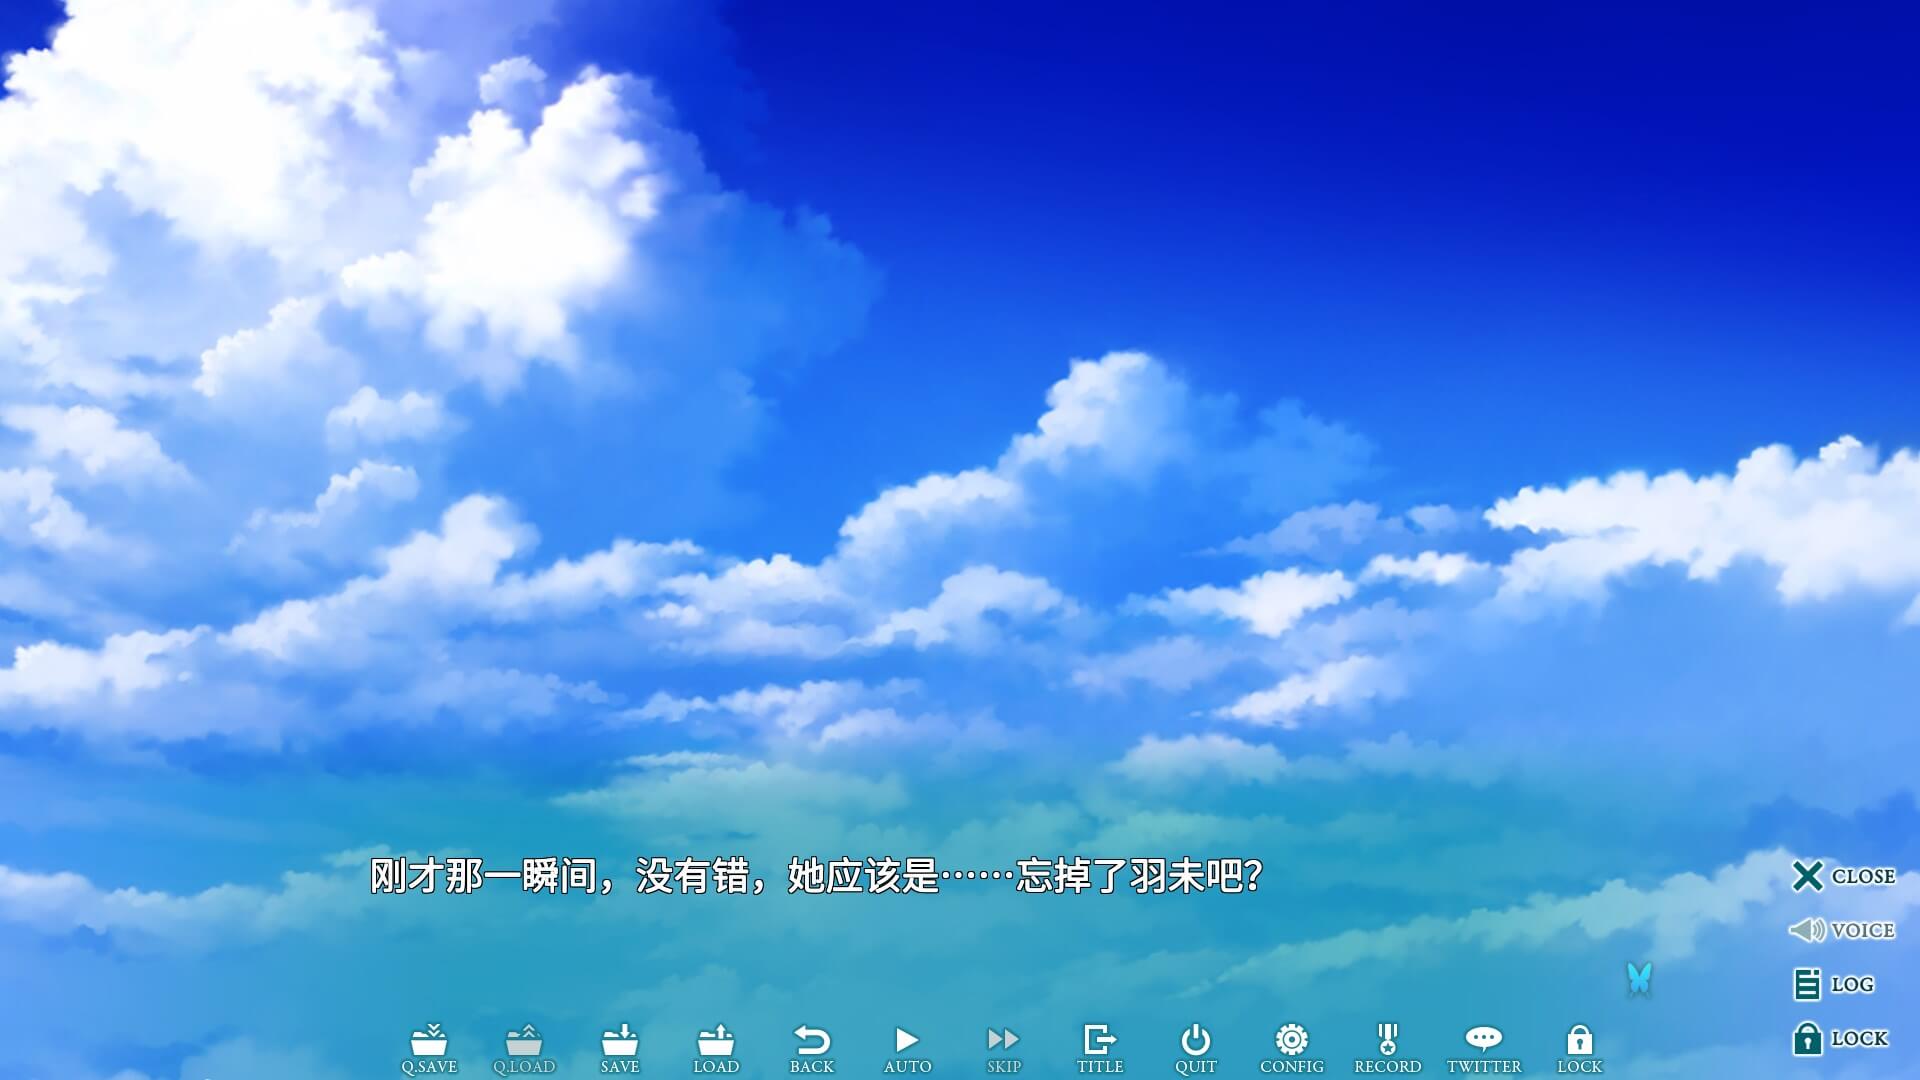 刚才那一瞬间，没有错，她应该是……忘掉了羽未吧？
CLOSE
VOICE
LOG
LOCK
Q.SAVE Q.LOAD SAVE LOAD BACK AUTO SKIP TITLE QUIT CONFIG RECORD TWITTER LOCK